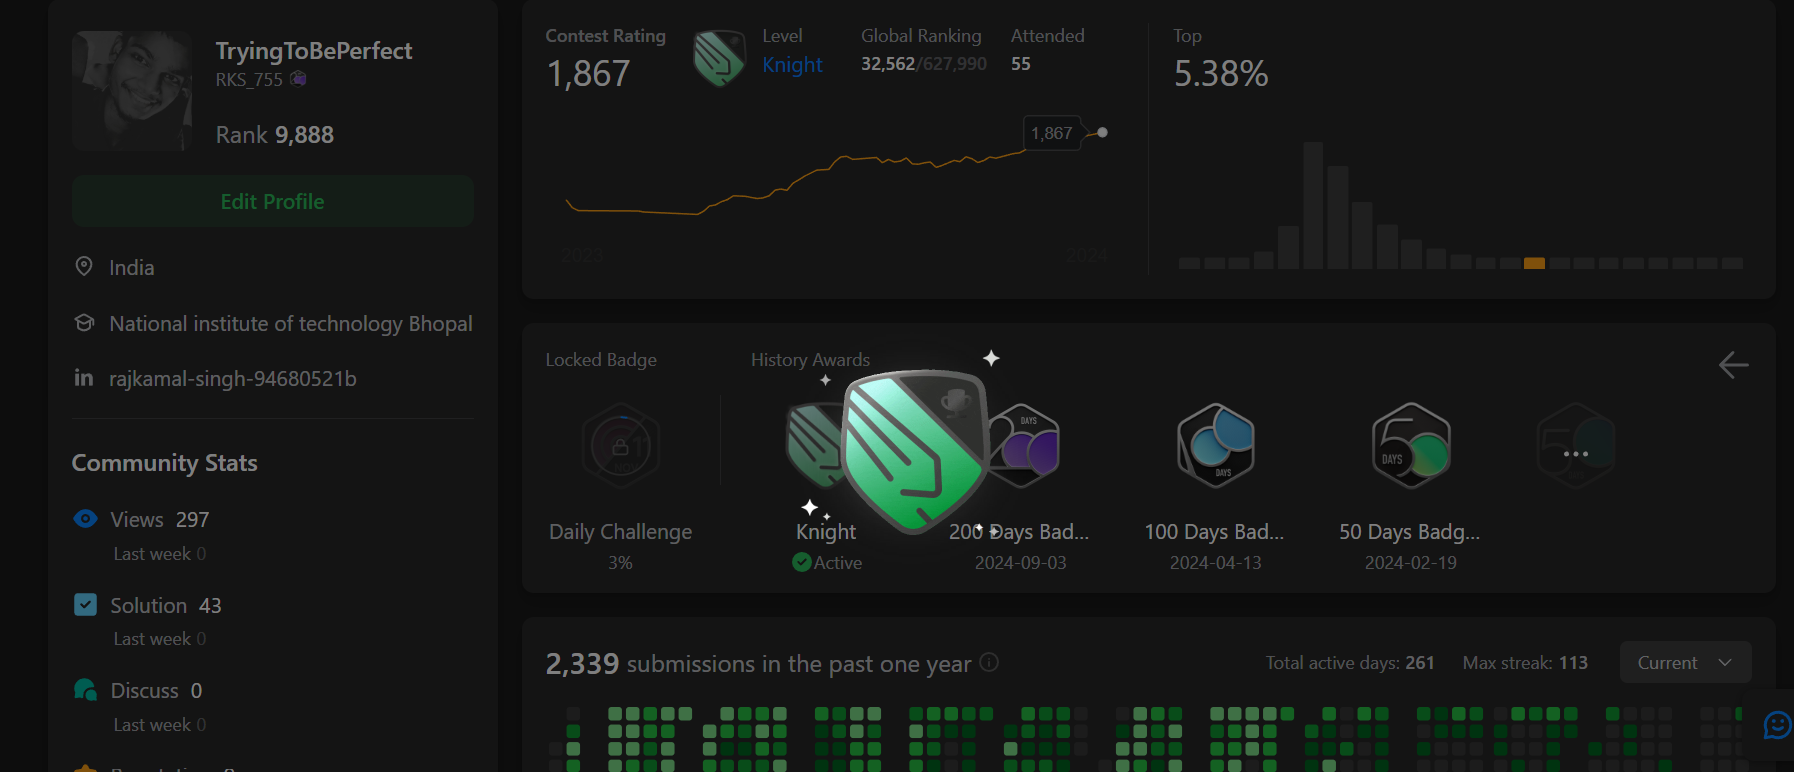 TryingToBePerfect
RKS_755
Rank 9,888
Edit Profile
India
National institute of technology Bhopal
rajkamal-singh-94680521b
Community Stats
Views 297
Last week 0
Solution 43
Last week 0
Discuss 0
Last week 0
Contest Rating
1,867
Level
Knight
Global Ranking
32,562/627,990
Attended
55
1,867
2023
2024
Top
5.38%
Locked Badge
Daily Challenge
3%
History Awards
Knight
Active
DAYS
200 Days Bad...
2024-09-03
DAYS
100 Days Bad...
2024-04-13
DAYS
50 Days Badg...
2024-02-19
2,339 submissions in the past one year
Total active days: 261
Max streak: 113
Current